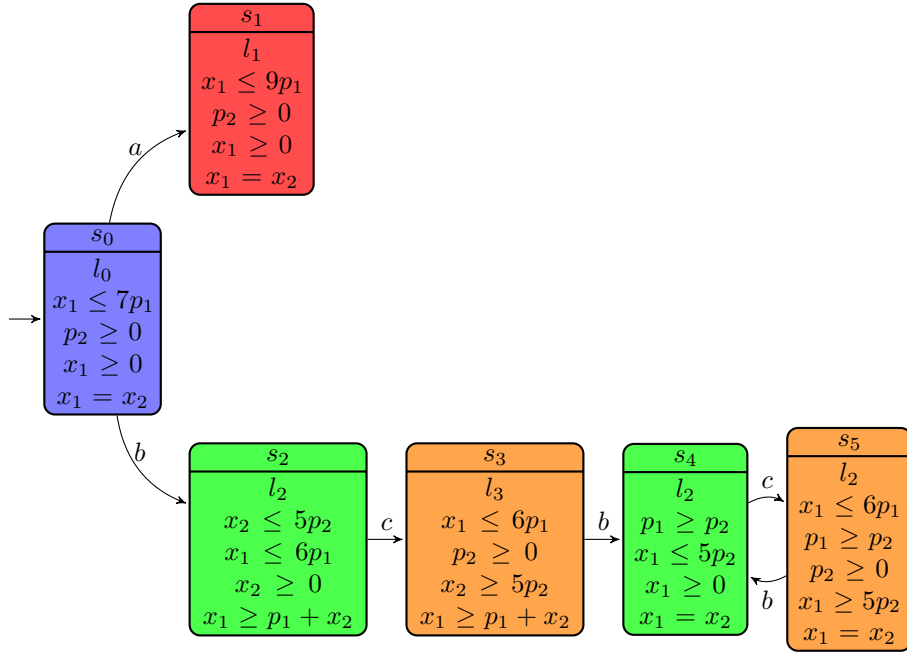 s₁
l₁
x₁ ≤ 9p₁
p₂ ≥ 0
x₁ ≥ 0
x₁ = x₂
a
s₀
l₀
x₁ ≤ 7p₁
p₂ ≥ 0
x₁ ≥ 0
x₁ = x₂
b
s₂
l₂
x₂ ≤ 5p₂
x₁ ≤ 6p₁
x₂ ≥ 0
x₁ ≥ p₁ + x₂
c
s₃
l₃
x₁ ≤ 6p₁
p₂ ≥ 0
x₂ ≥ 5p₂
x₁ ≥ p₁ + x₂
b
s₄
l₂
p₁ ≥ p₂
x₁ ≤ 5p₂
x₁ ≥ 0
x₁ = x₂
c
b
s₅
l₂
x₁ ≤ 6p₁
p₁ ≥ p₂
p₂ ≥ 0
x₁ ≥ 5p₂
x₁ = x₂